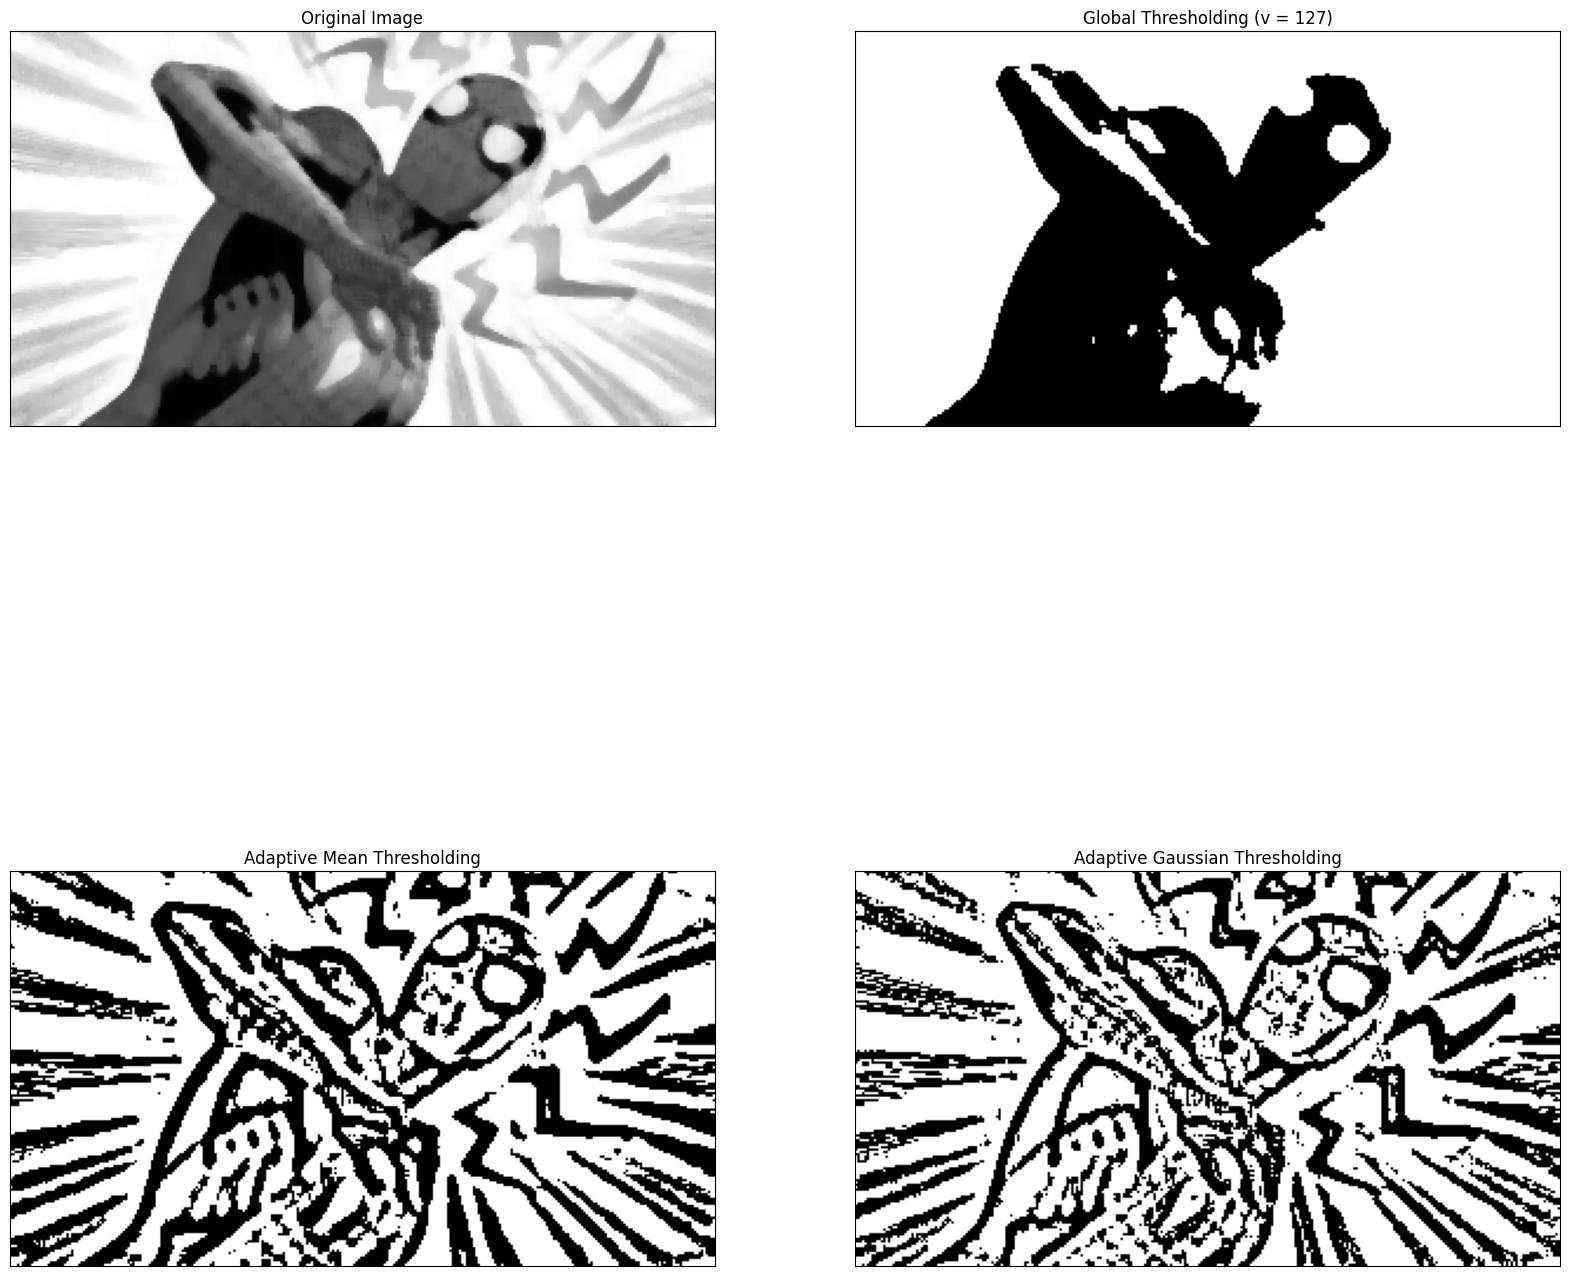 Original Image
Global Thresholding (v = 127)
Adaptive Mean Thresholding
Adaptive Gaussian Thresholding